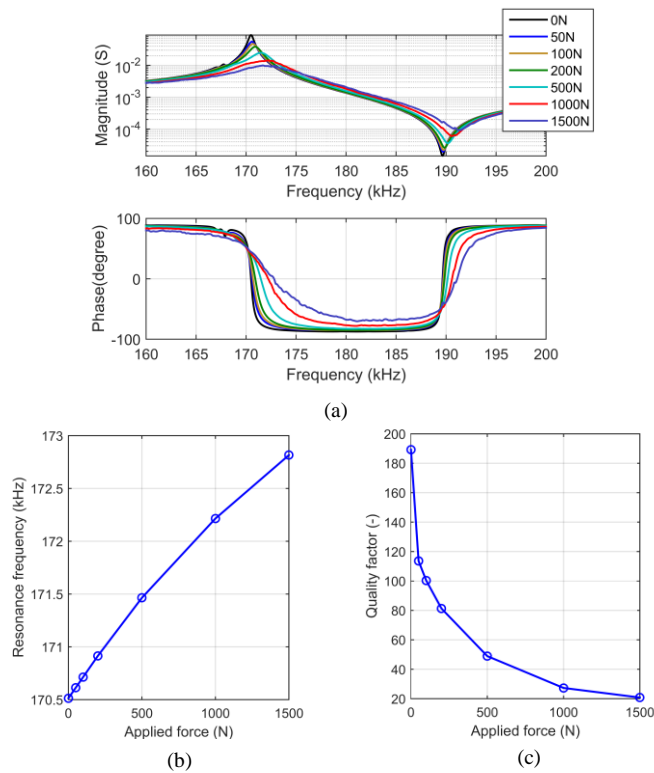 Magnitude (S)
10^-2
10^-3
10^-4
160 165 170 175 180 185 190 195 200
Frequency (kHz)
0N
50N
100N
200N
500N
1000N
1500N
Phase(degree)
100
0
-100
160 165 170 175 180 185 190 195 200
Frequency (kHz)
(a)
Resonance frequency (kHz)
173
172.5
172
171.5
171
170.5
0 500 1000 1500
Applied force (N)
(b)
Quality factor (-)
200
180
160
140
120
100
80
60
40
20
0 500 1000 1500
Applied force (N)
(c)